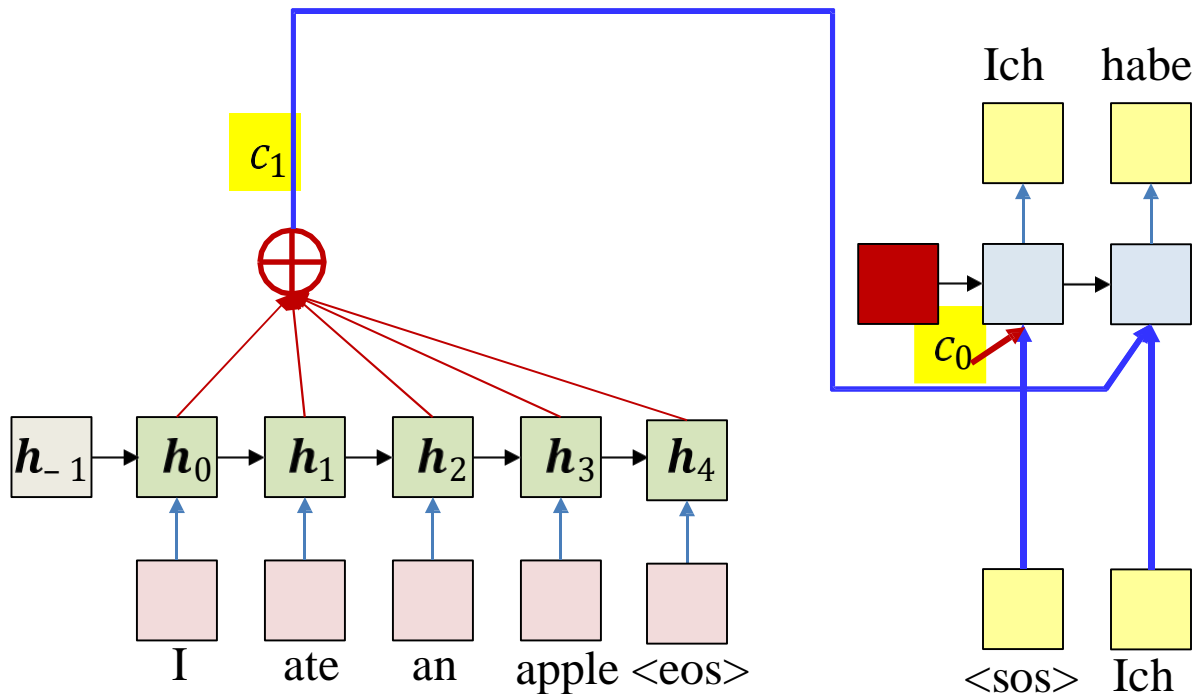 Ich habe
c₁
c₀
h₋₁ h₀ h₁ h₂ h₃ h₄
I ate an apple <eos>
<sos> Ich